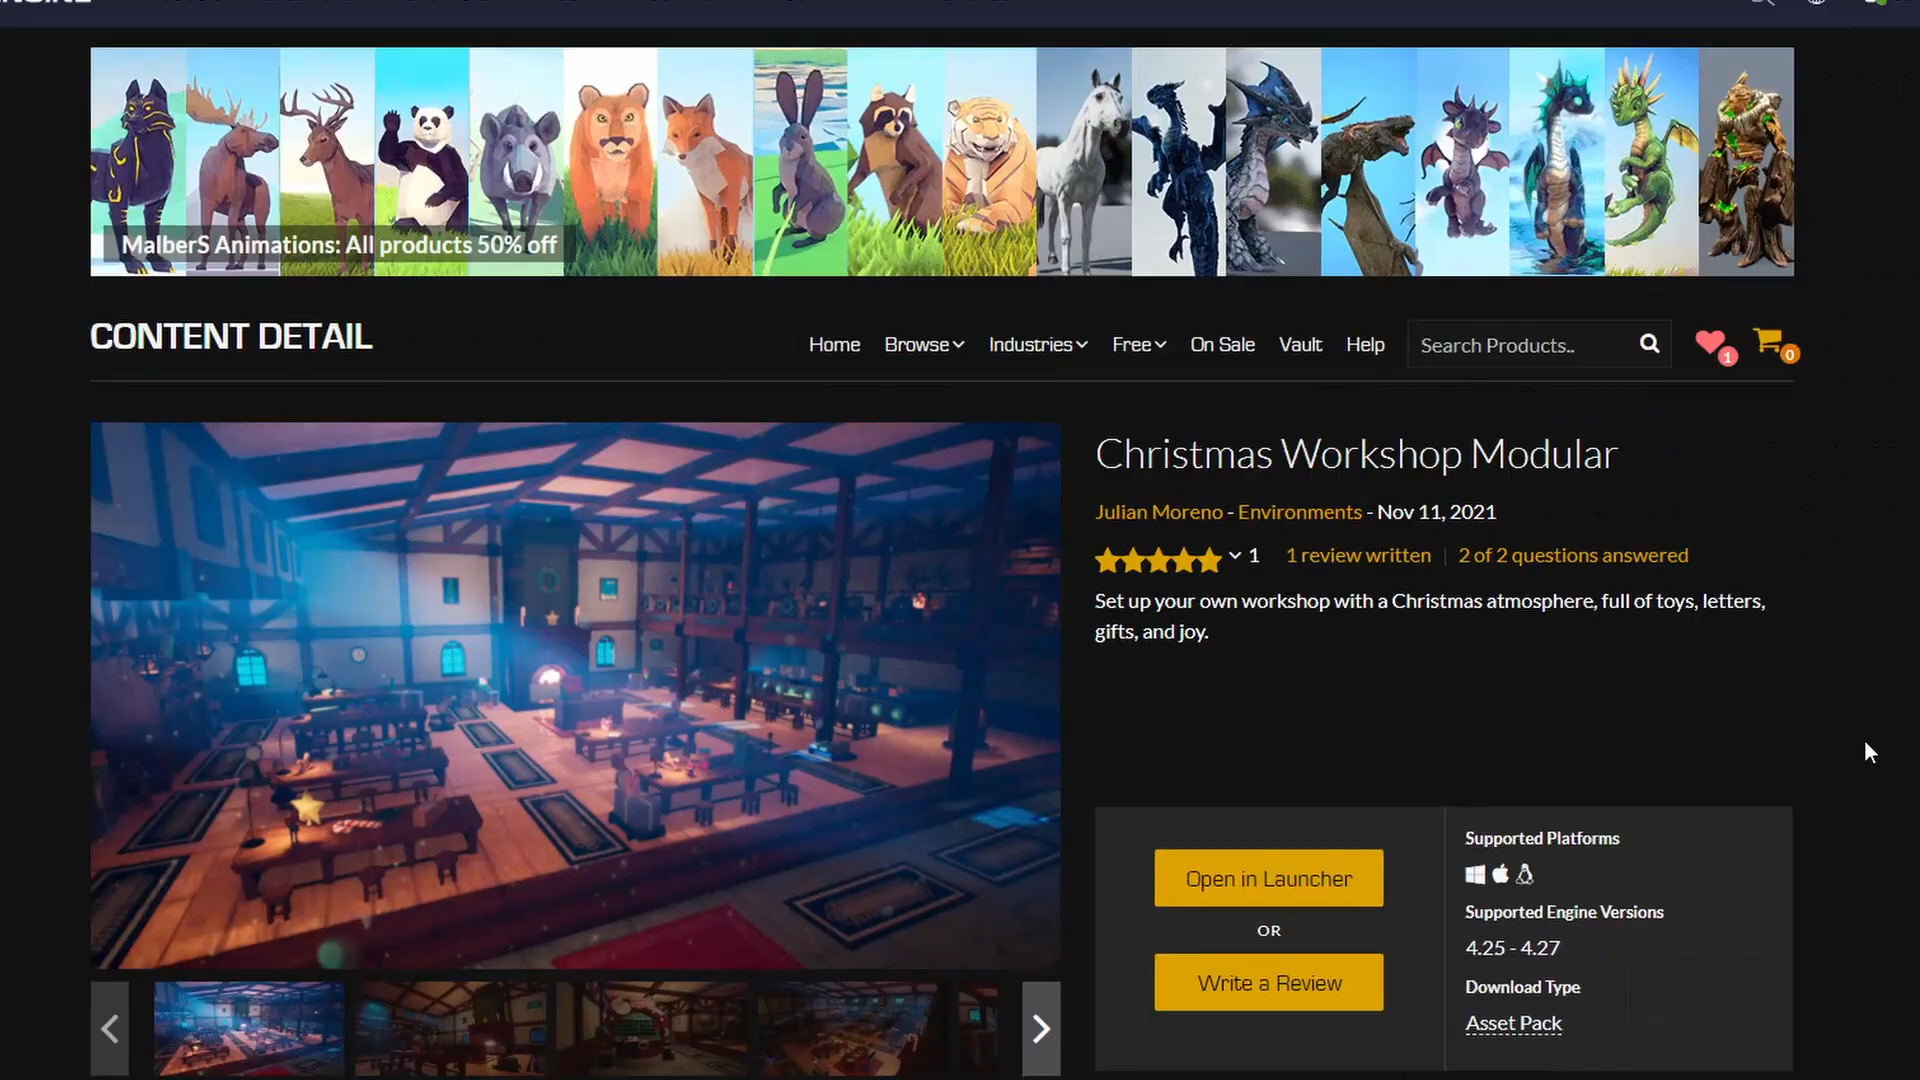 MalberS Animations: All products 50% off
CONTENT DETAIL
Home Browse Industries Free On Sale Vault Help Search Products.. 1 0
Christmas Workshop Modular
Julian Moreno - Environments - Nov 11, 2021
1 1 review written | 2 of 2 questions answered
Set up your own workshop with a Christmas atmosphere, full of toys, letters,
gifts, and joy.
Open in Launcher
OR
Write a Review
Supported Platforms
Supported Engine Versions
4.25 - 4.27
Download Type
Asset Pack